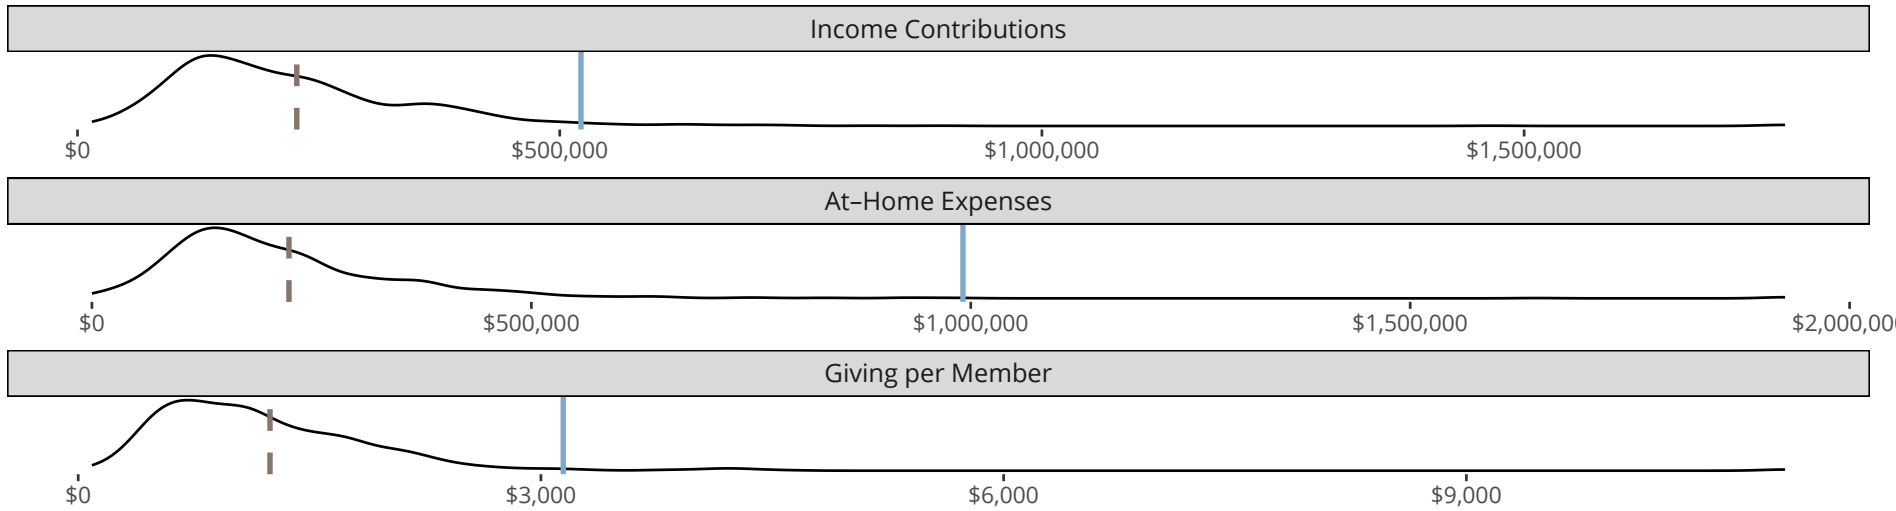 Income Contributions
$0 $500,000 $1,000,000 $1,500,000
At–Home Expenses
$0 $500,000 $1,000,000 $1,500,000 $2,000,00
Giving per Member
$0 $3,000 $6,000 $9,000